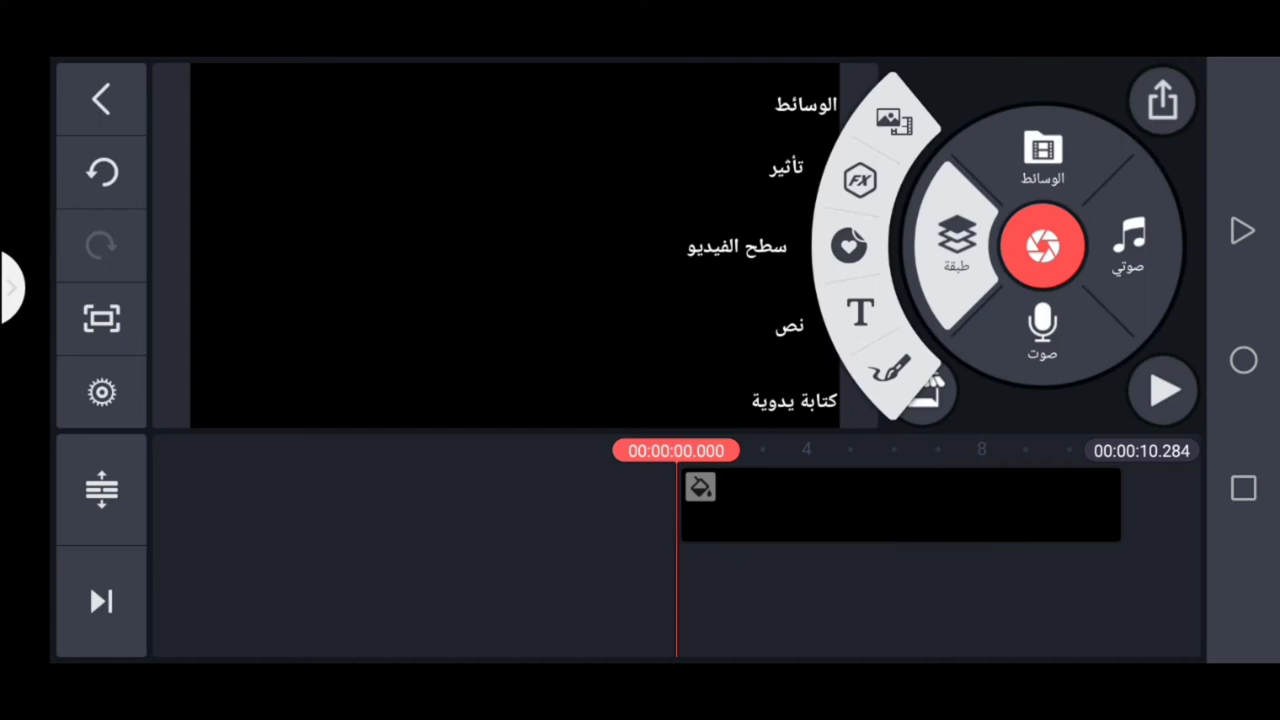 الوسائط
تأثير
سطح الفيديو
نص
كتابة يدوية
FX
T
الوسائط
طبقة
صوتي
صوت
00:00:00.000
4
8
00:00:10.284